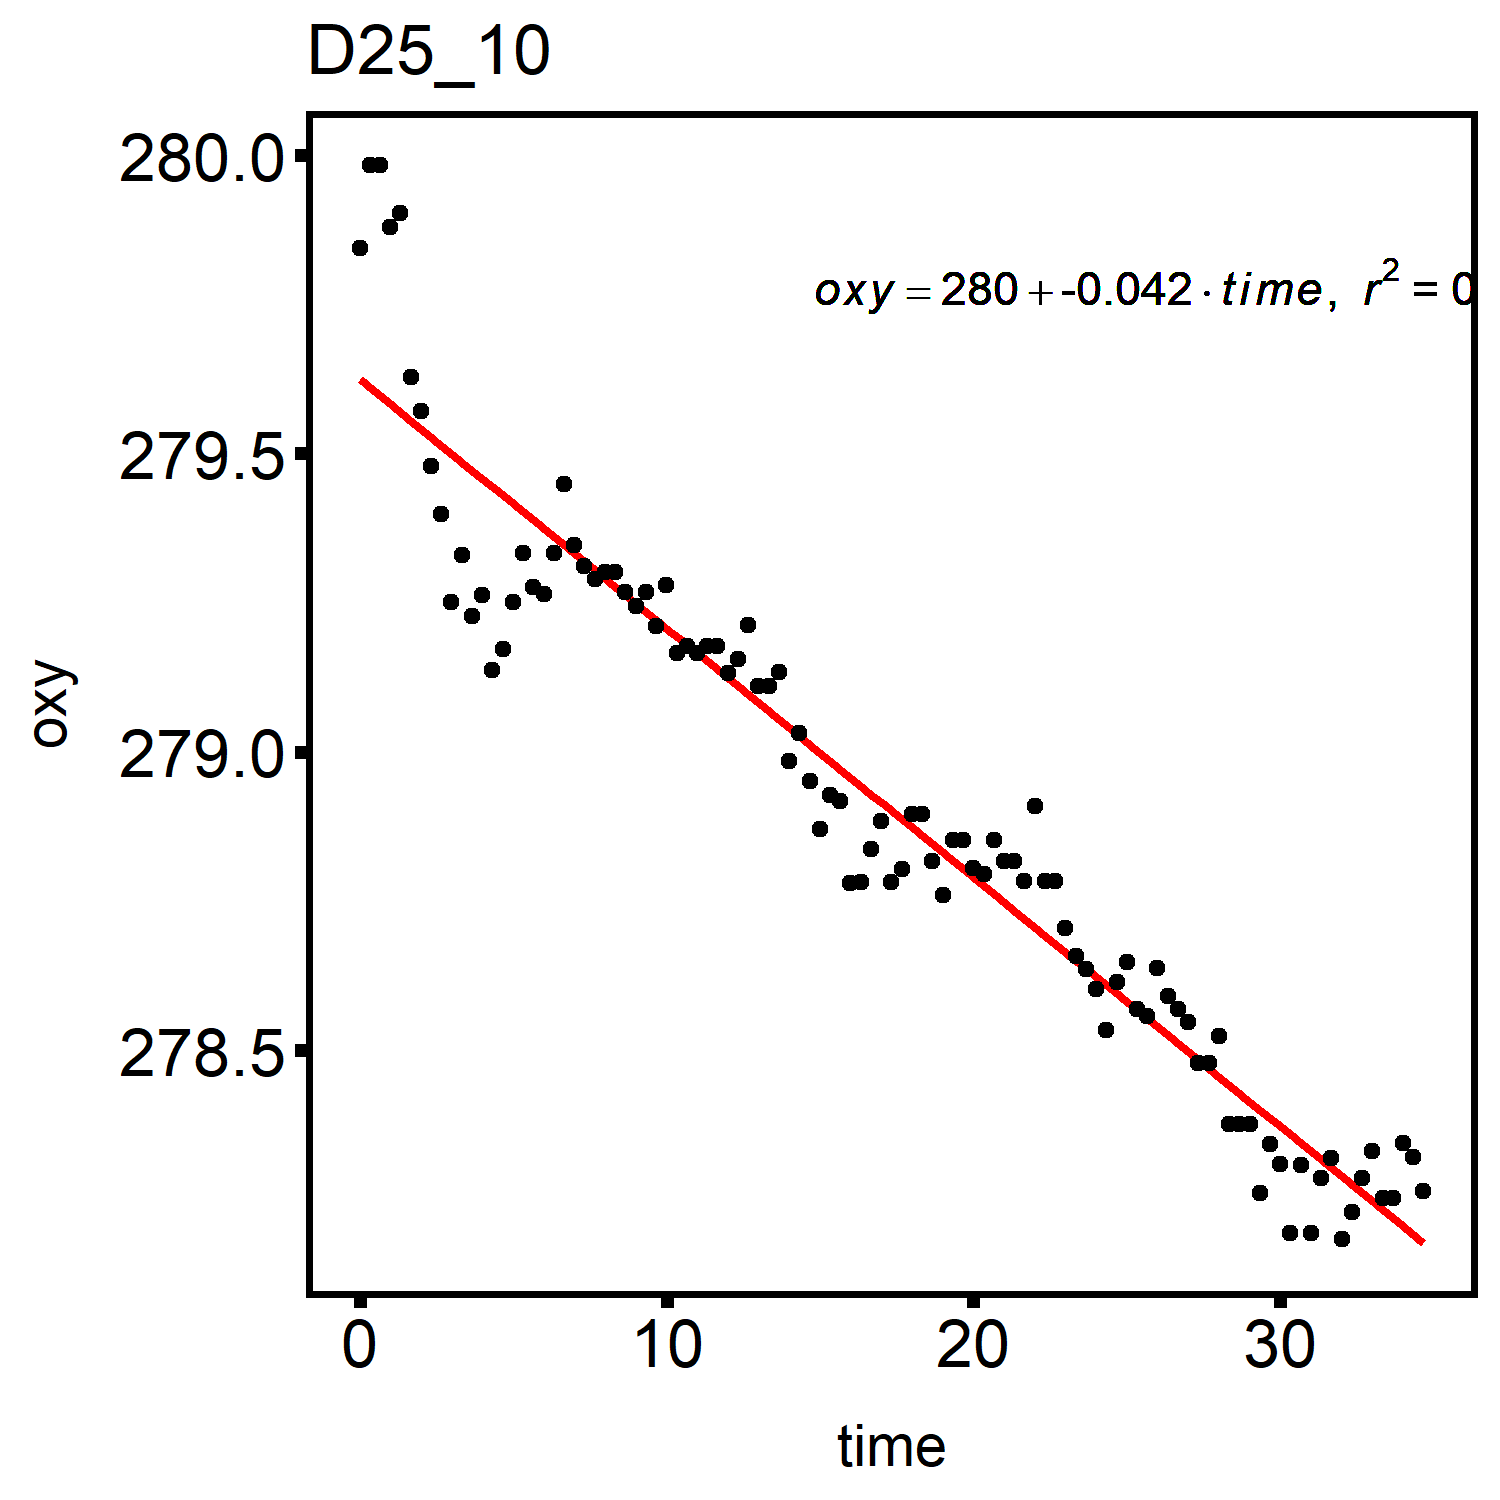 D25_10
280.0
oxy = 280 + -0.042 · time, r² = 0
279.5
oxy
279.0
278.5
0 10 20 30
time